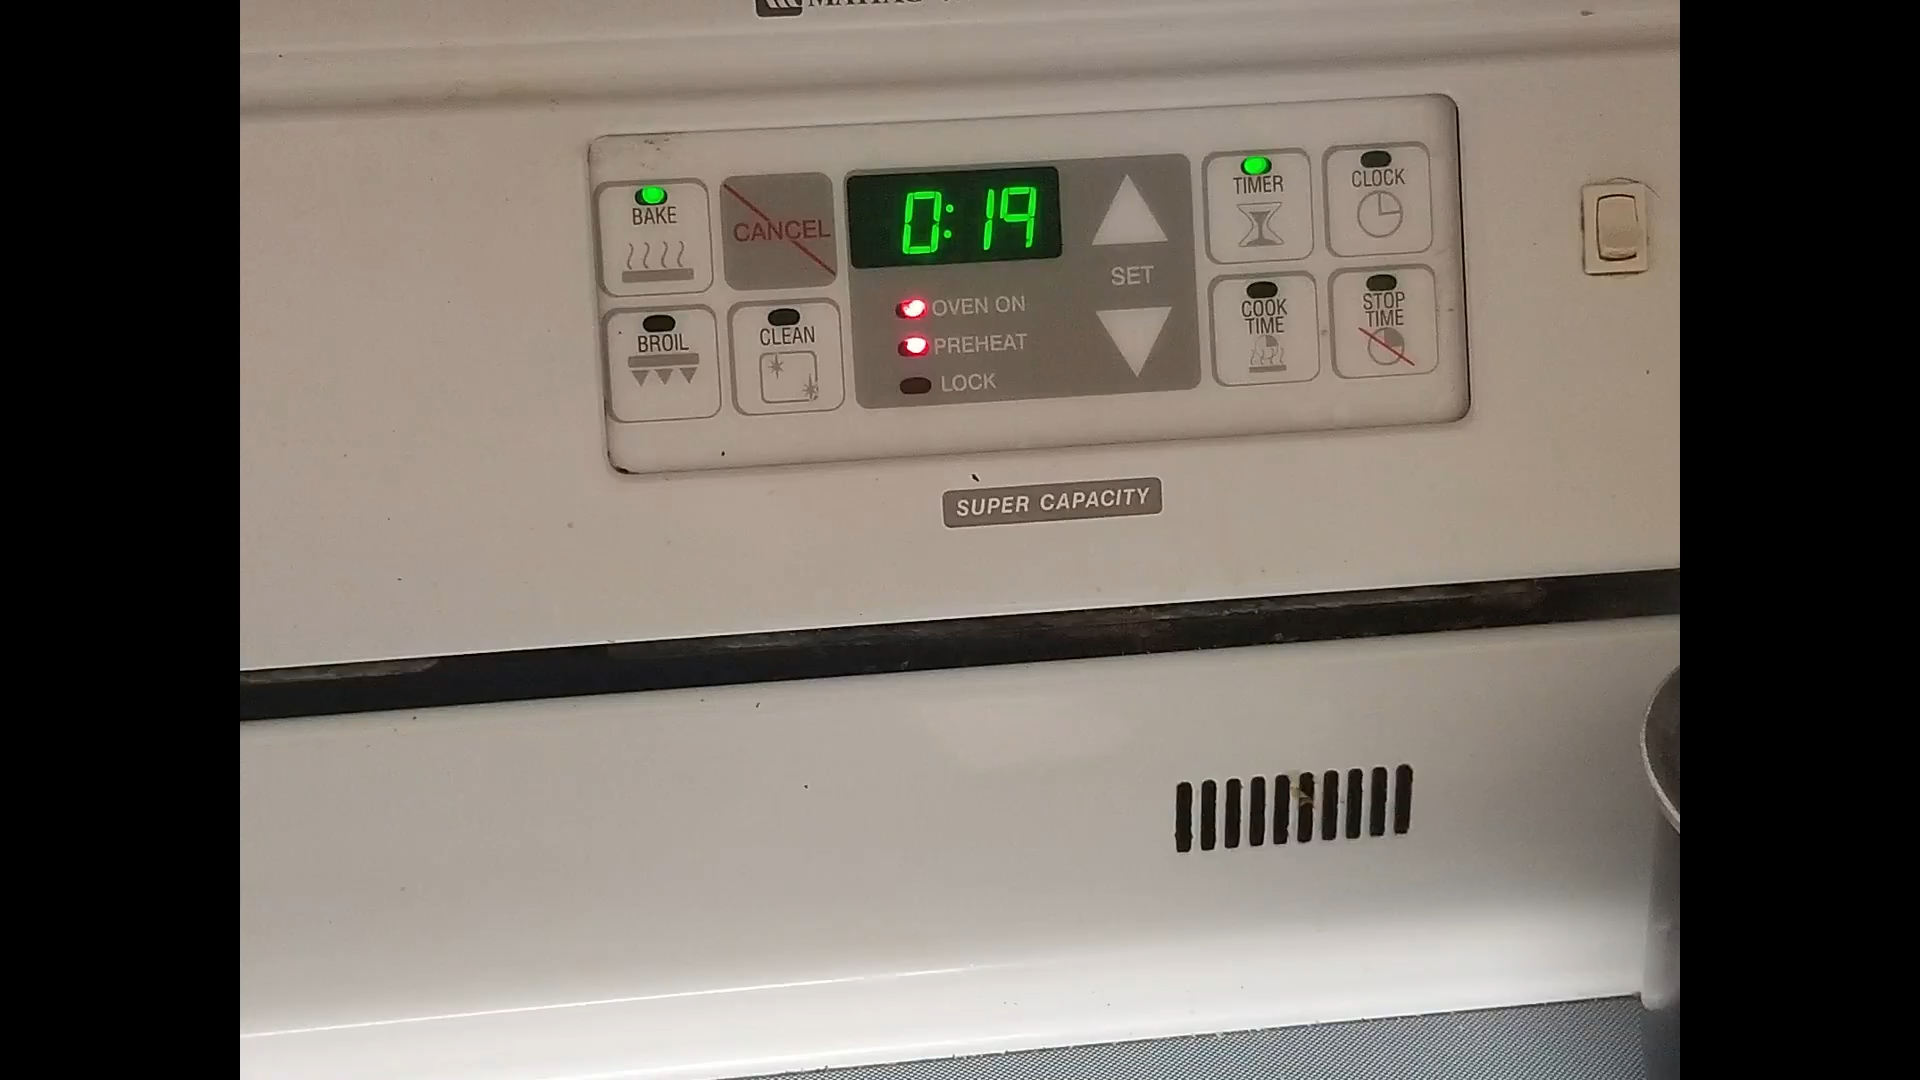 BAKE
CANCEL
0:19
TIMER
CLOCK
SET
OVEN ON
PREHEAT
LOCK
BROIL
CLEAN
COOK
TIME
STOP
TIME
SUPER CAPACITY